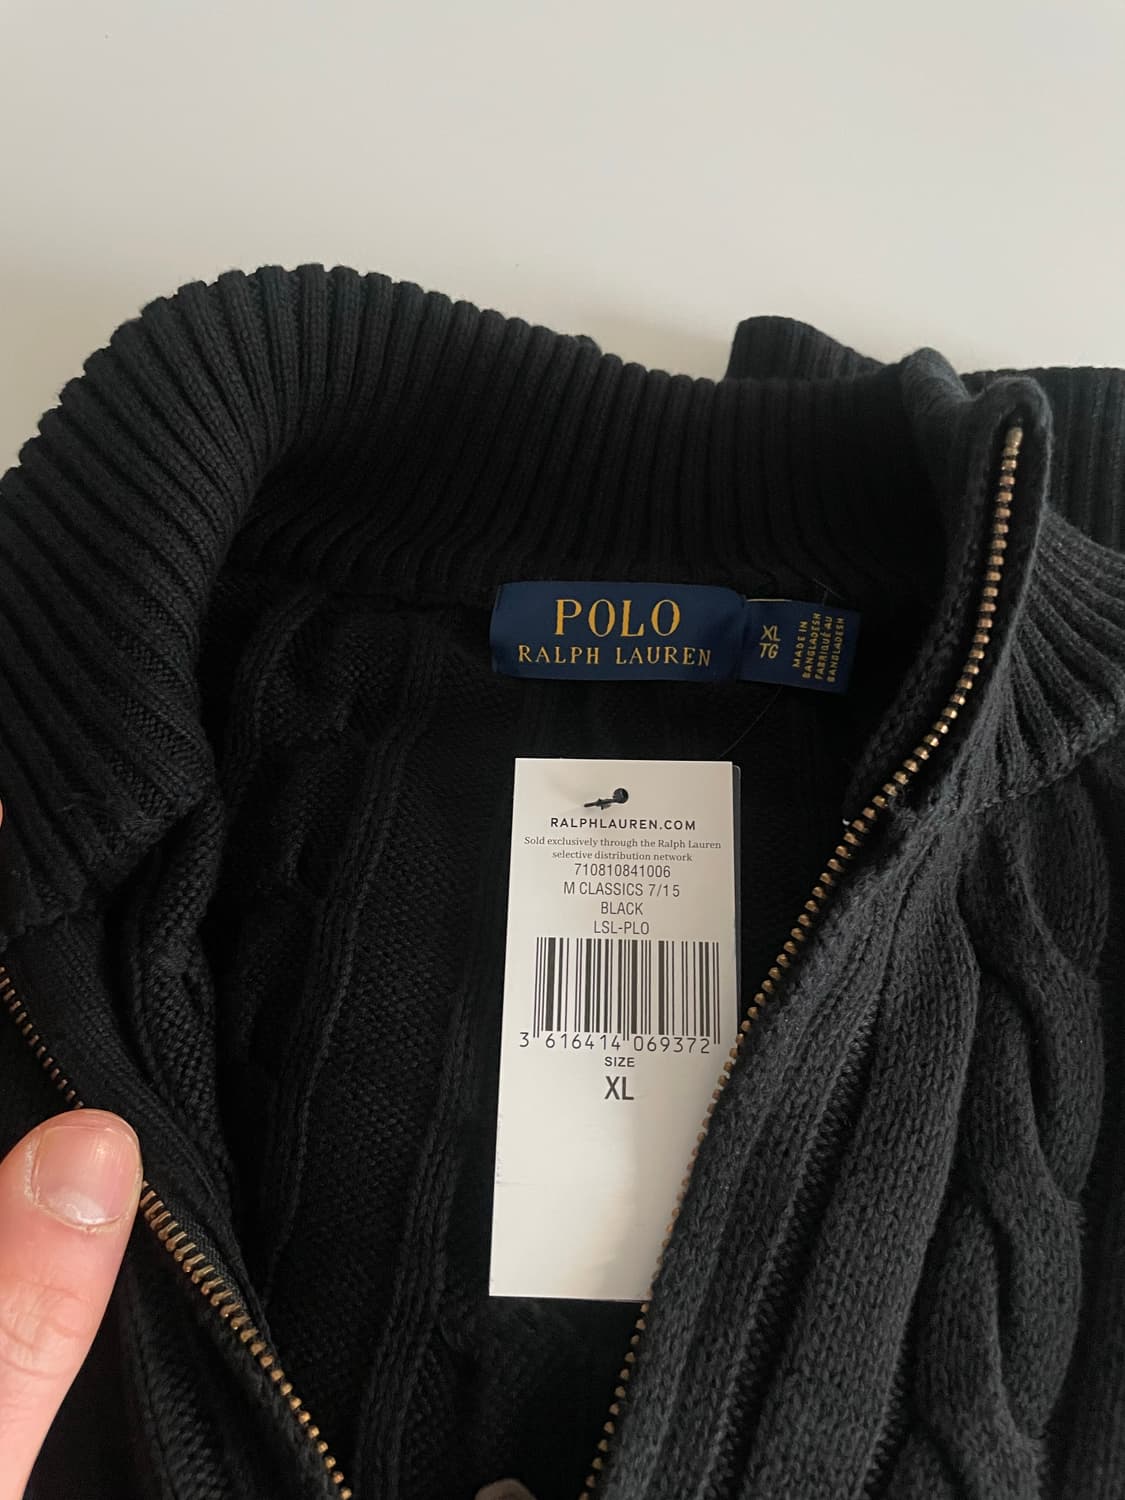 POLO
RALPH LAUREN
XL
TG
MADE IN
BANGLADESH
FABRIQUÉ AU
BANGLADESH
RALPHLAUREN.COM
Sold exclusively through the Ralph Lauren
selective distribution network
710810841006
M CLASSICS 7/15
BLACK
LSL-PLO
3 616414 069372
SIZE
XL